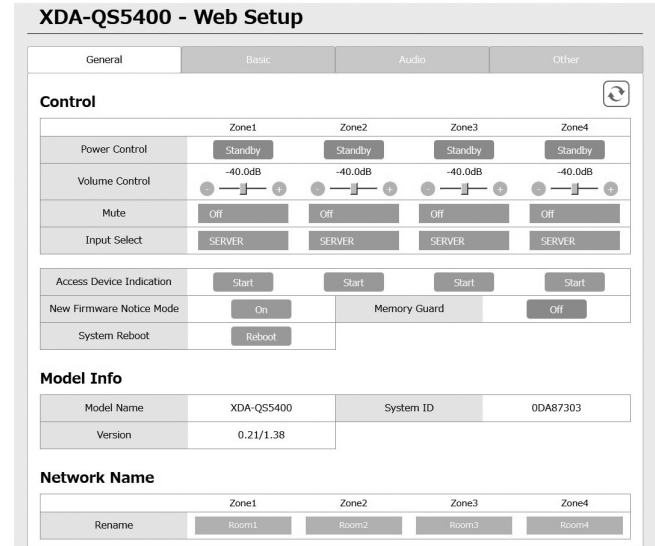 XDA-QS5400 - Web Setup
General Basic Audio Other
Control
Zone1 Zone2 Zone3 Zone4
Power Control Standby Standby Standby Standby
Volume Control -40.0dB -40.0dB -40.0dB -40.0dB
- + - + - + - +
Mute Off Off Off Off
Input Select SERVER SERVER SERVER SERVER
Access Device Indication Start Start Start Start
New Firmware Notice Mode On Memory Guard Off
System Reboot Reboot
Model Info
Model Name XDA-QS5400 System ID 0DA87303
Version 0.21/1.38
Network Name
Zone1 Zone2 Zone3 Zone4
Rename Room1 Room2 Room3 Room4